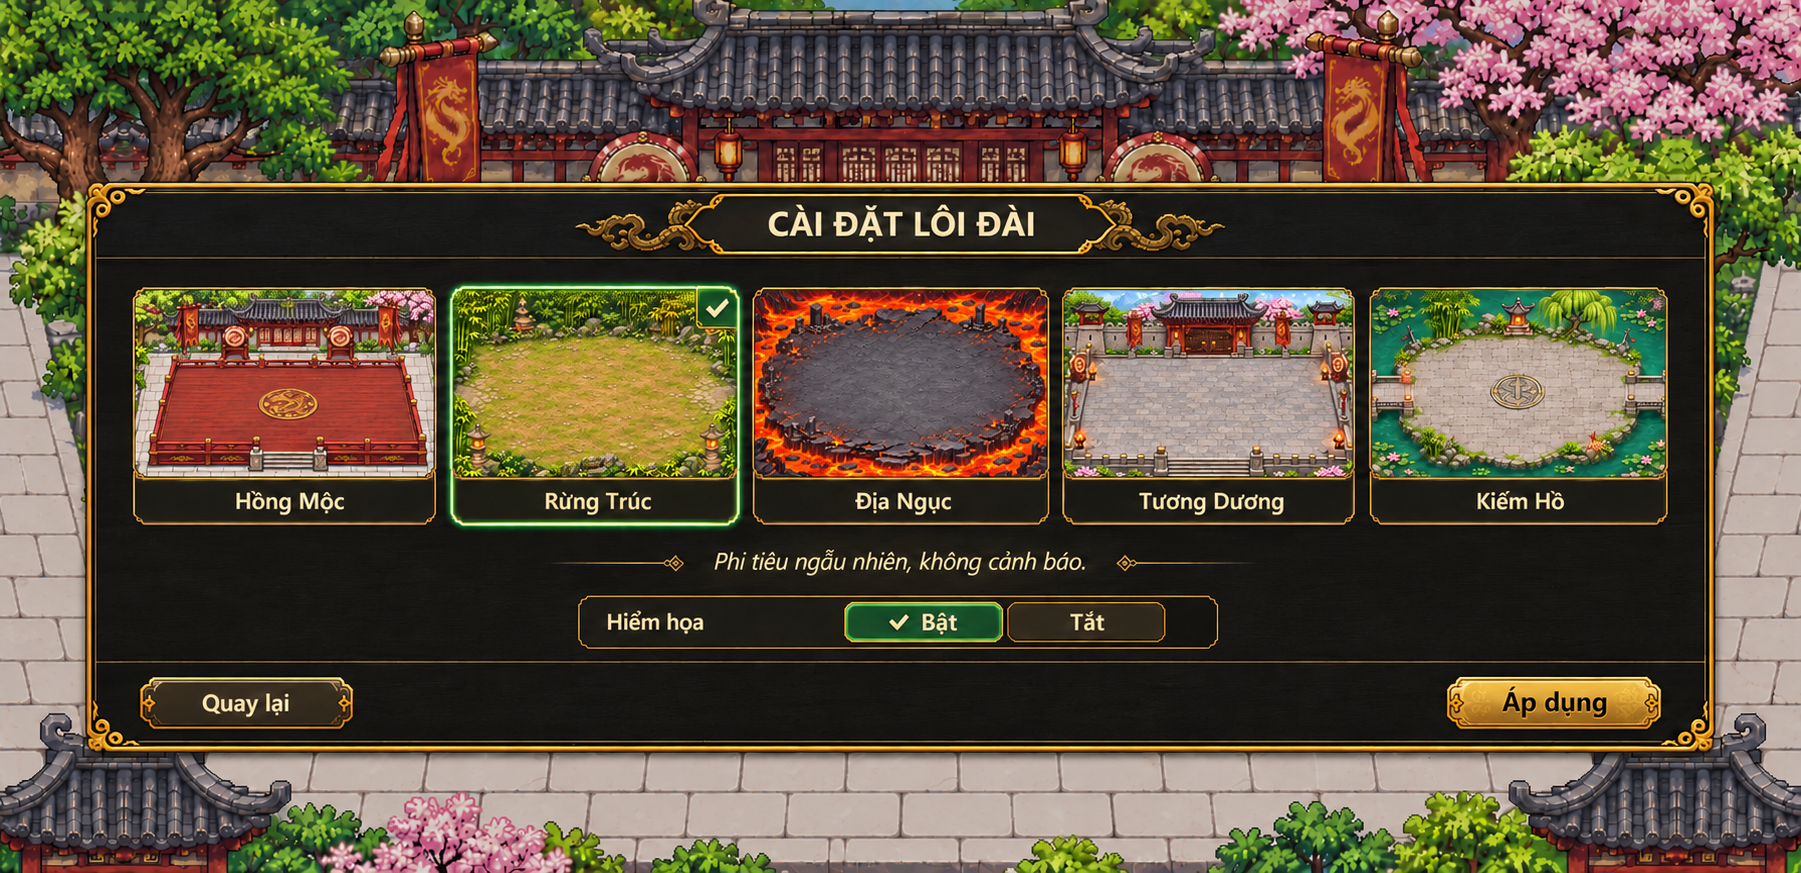 CÀI ĐẶT LÔI ĐÀI
Hồng Mộc
Rừng Trúc
Địa Ngục
Tương Dương
Kiếm Hồ
Phi tiêu ngẫu nhiên, không cảnh báo.
Hiểm họa
Bật
Tắt
Quay lại
Áp dụng